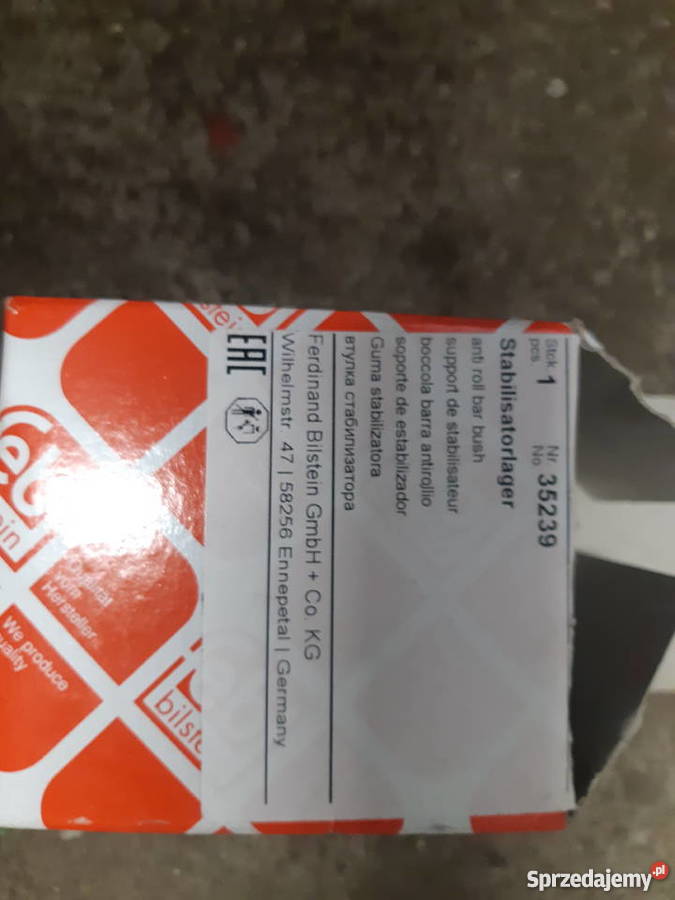 Stck. 1 Nr. 35239
pcs. No.
Stabilisatorlager
anti roll bar bush
support de stabilisateur
boccola barra antirollio
soporte de estabilizador
Guma stabilizatora
втулка стабилизатора
Ferdinand Bilstein GmbH + Co. KG
Wilhelmstr. 47 | 58256 Ennepetal | Germany
EAC
vom
Hersteller
We produce
Sprzedajemy.pl